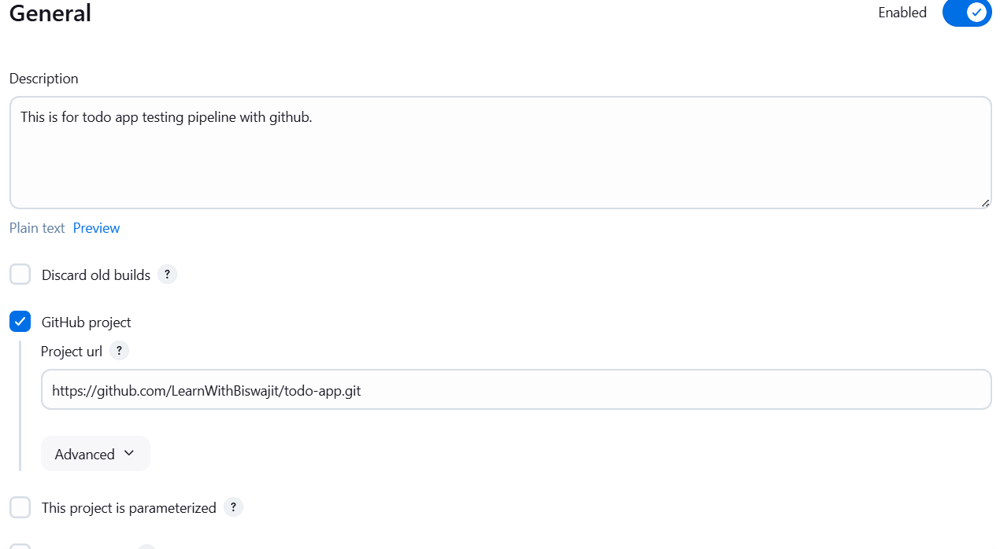 General
Enabled
Description
This is for todo app testing pipeline with github.
Plain text Preview
Discard old builds ?
GitHub project
Project url ?
https://github.com/LearnWithBiswajit/todo-app.git
Advanced
This project is parameterized ?